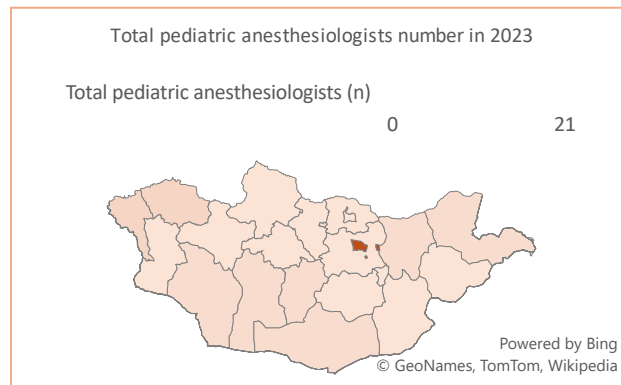 Total pediatric anesthesiologists number in 2023
Total pediatric anesthesiologists (n)
0 21
Powered by Bing
© GeoNames, TomTom, Wikipedia